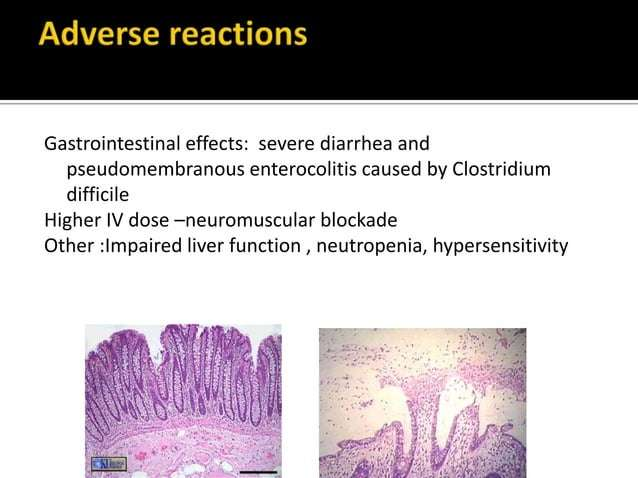 Adverse reactions
Gastrointestinal effects:  severe diarrhea and
pseudomembranous enterocolitis caused by Clostridium
difficile
Higher IV dose –neuromuscular blockade
Other :Impaired liver function , neutropenia, hypersensitivity